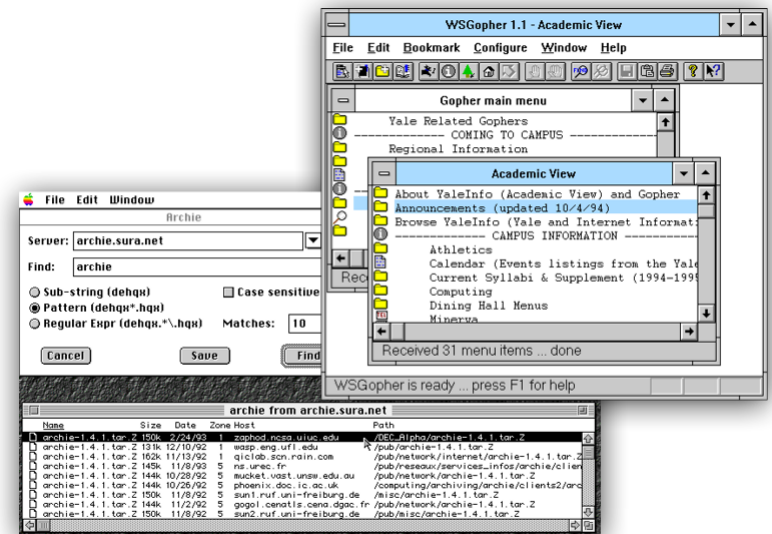 WSGopher 1.1 - Academic View
File Edit Bookmark Configure Window Help
Gopher main menu
Yale Related Gophers
-------------- COMING TO CAMPUS --------------
Regional Information
Academic View
About YaleInfo (Academic View) and Gopher
Announcements (updated 10/4/94)
Browse YaleInfo (Yale and Internet Informat
-------------- CAMPUS INFORMATION -----------
Athletics
Calendar (Events listings from the Yale
Current Syllabi & Supplement (1994-1995
Computing
Dining Hall Menus
Minerva
Rec
Received 31 menu items ... done
WSGopher is ready ... press F1 for help
File Edit Window
Archie
Server: archie.sura.net
Find: archie
Sub-string (dehqx)
Case sensitive
Pattern (dehqx*.hqx)
Regular Expr (dehqx.*\.hqx) Matches: 10
Cancel Save Find
archie from archie.sura.net
Name Size Date Zone Host Path
archie-1.4.1.tar.Z 150k 2/24/93 1 zaphod.ncsa.uiuc.edu /DEC_Alpha/archie-1.4.1.tar.Z
archie-1.4.1.tar.Z 131k 12/10/92 1 wasp.eng.ufl.edu /pub/archie-1.4.1.tar.Z
archie-1.4.1.tar.Z 162k 11/13/92 1 qiclab.scn.rain.com /pub/network/internet/archie-1.4.1.tar.Z
archie-1.4.1.tar.Z 145k 11/8/93 5 ns.urec.fr /pub/reseaux/services_infos/archie/clien
archie-1.4.1.tar.Z 144k 10/28/92 5 mucket.vast.unsw.edu.au /pub/network/archie-1.4.1.tar.Z
archie-1.4.1.tar.Z 144k 10/26/92 5 phoenix.doc.ic.ac.uk /computing/archiving/archie/clients2/arc
archie-1.4.1.tar.Z 150k 11/8/92 5 sun1.ruf.uni-freiburg.de /misc/archie-1.4.1.tar.Z
archie-1.4.1.tar.Z 144k 11/2/92 5 gogol.cenatls.cena.dgac.fr /pub/network/archie-1.4.1.tar.Z
archie-1.4.1.tar.Z 150k 11/8/92 5 sun2.ruf.uni-freiburg.de /pub/misc/archie-1.4.1.tar.Z